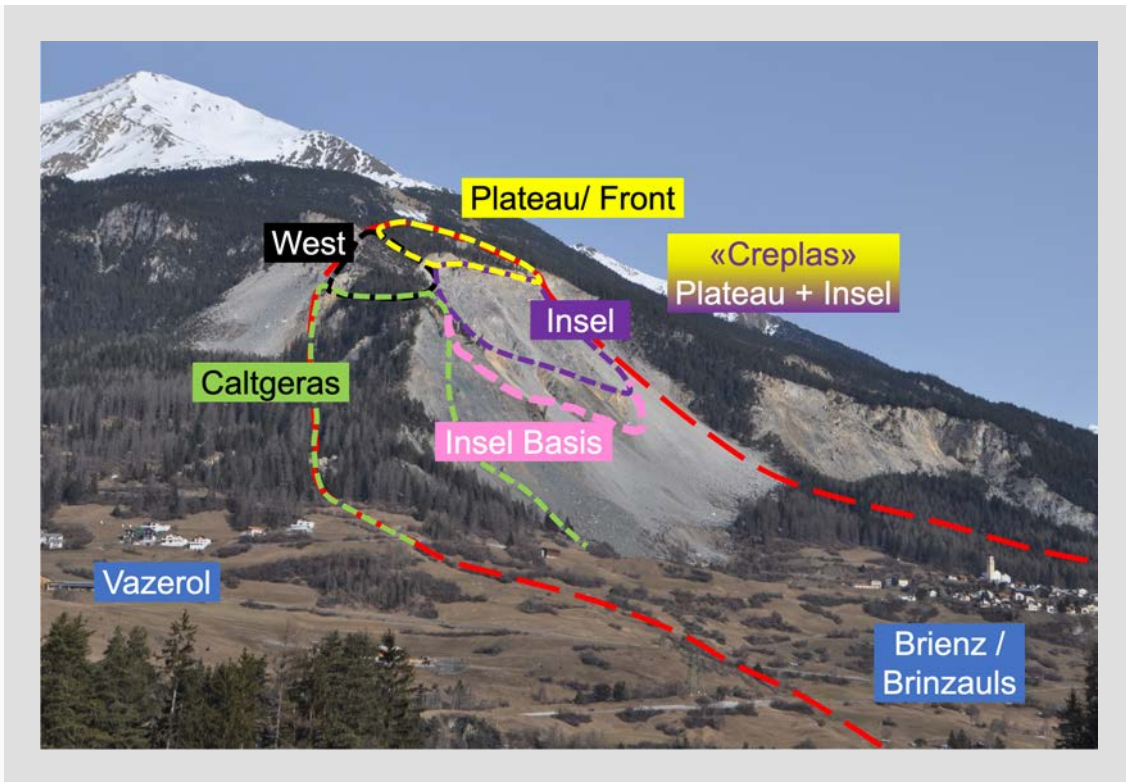 Plateau/ Front
West
«Creplas»
Plateau + Insel
Insel
Caltgeras
Insel Basis
Vazerol
Brienz /
Brinzauls